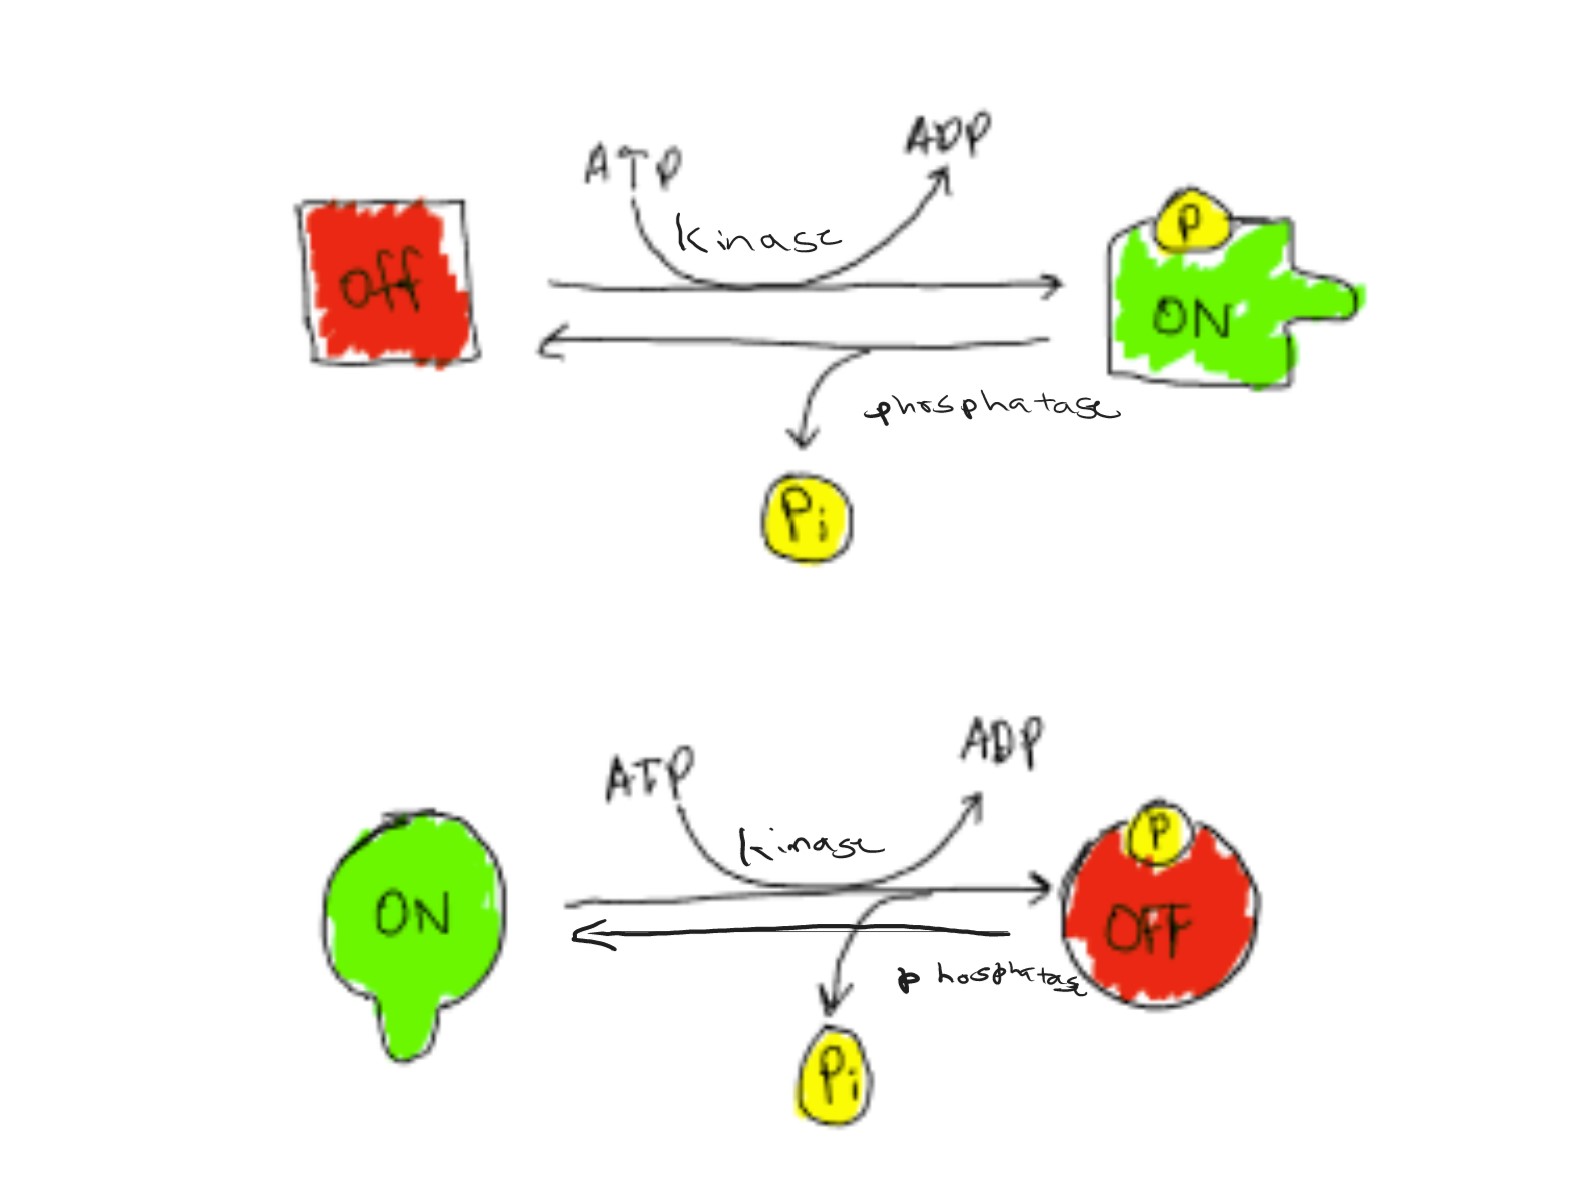 ATP
ADP
kinase
P
off
ON
phosphatase
Pi
ATP
ADP
kinase
P
ON
OFF
phosphatase
Pi